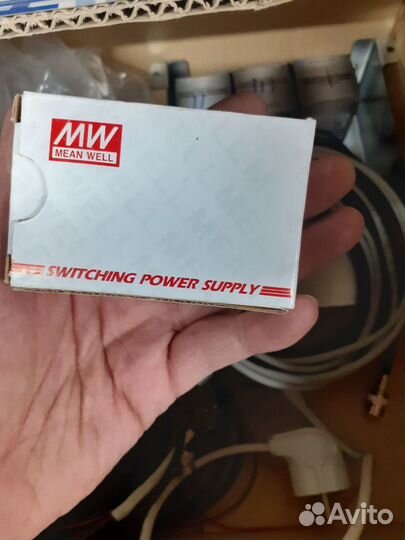 MW
MEAN WELL
SWITCHING POWER SUPPLY
Avito